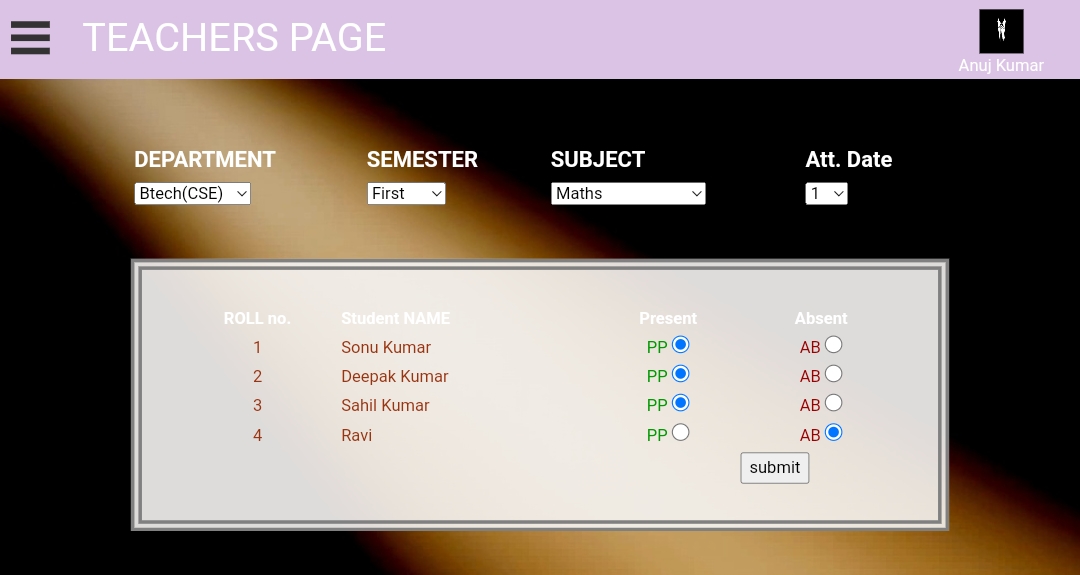 TEACHERS PAGE
Anuj Kumar
DEPARTMENT SEMESTER SUBJECT Att. Date
Btech(CSE) First Maths 1
ROLL no. Student NAME Present Absent
1 Sonu Kumar PP AB
2 Deepak Kumar PP AB
3 Sahil Kumar PP AB
4 Ravi PP AB
submit